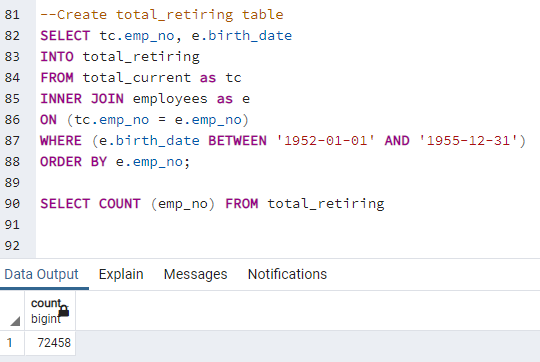 81 --Create total_retiring table
82 SELECT tc.emp_no, e.birth_date
83 INTO total_retiring
84 FROM total_current as tc
85 INNER JOIN employees as e
86 ON (tc.emp_no = e.emp_no)
87 WHERE (e.birth_date BETWEEN '1952-01-01' AND '1955-12-31')
88 ORDER BY e.emp_no;
89
90 SELECT COUNT (emp_no) FROM total_retiring
91
92
Data Output Explain Messages Notifications
count
bigint
1 72458